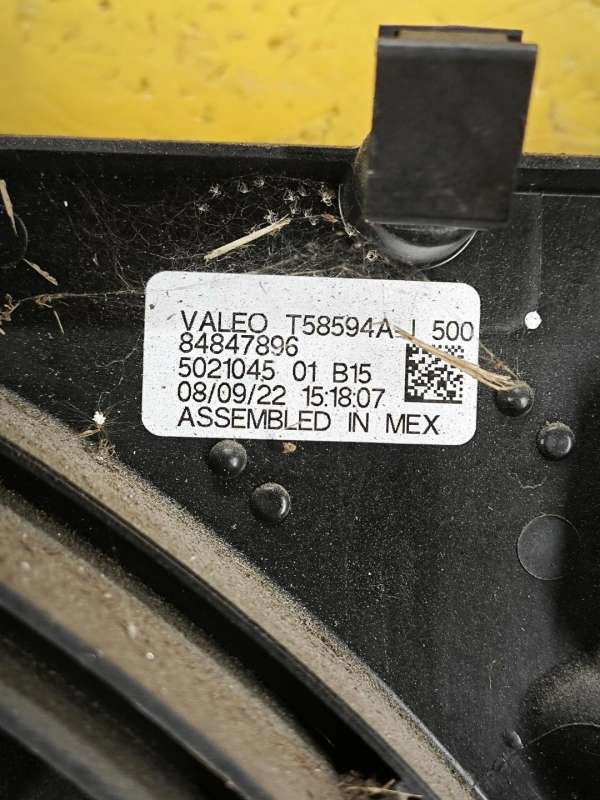 VALEO T58594A J 500
84847896
5021045 01 B15
08/09/22 15:18:07
ASSEMBLED IN MEX